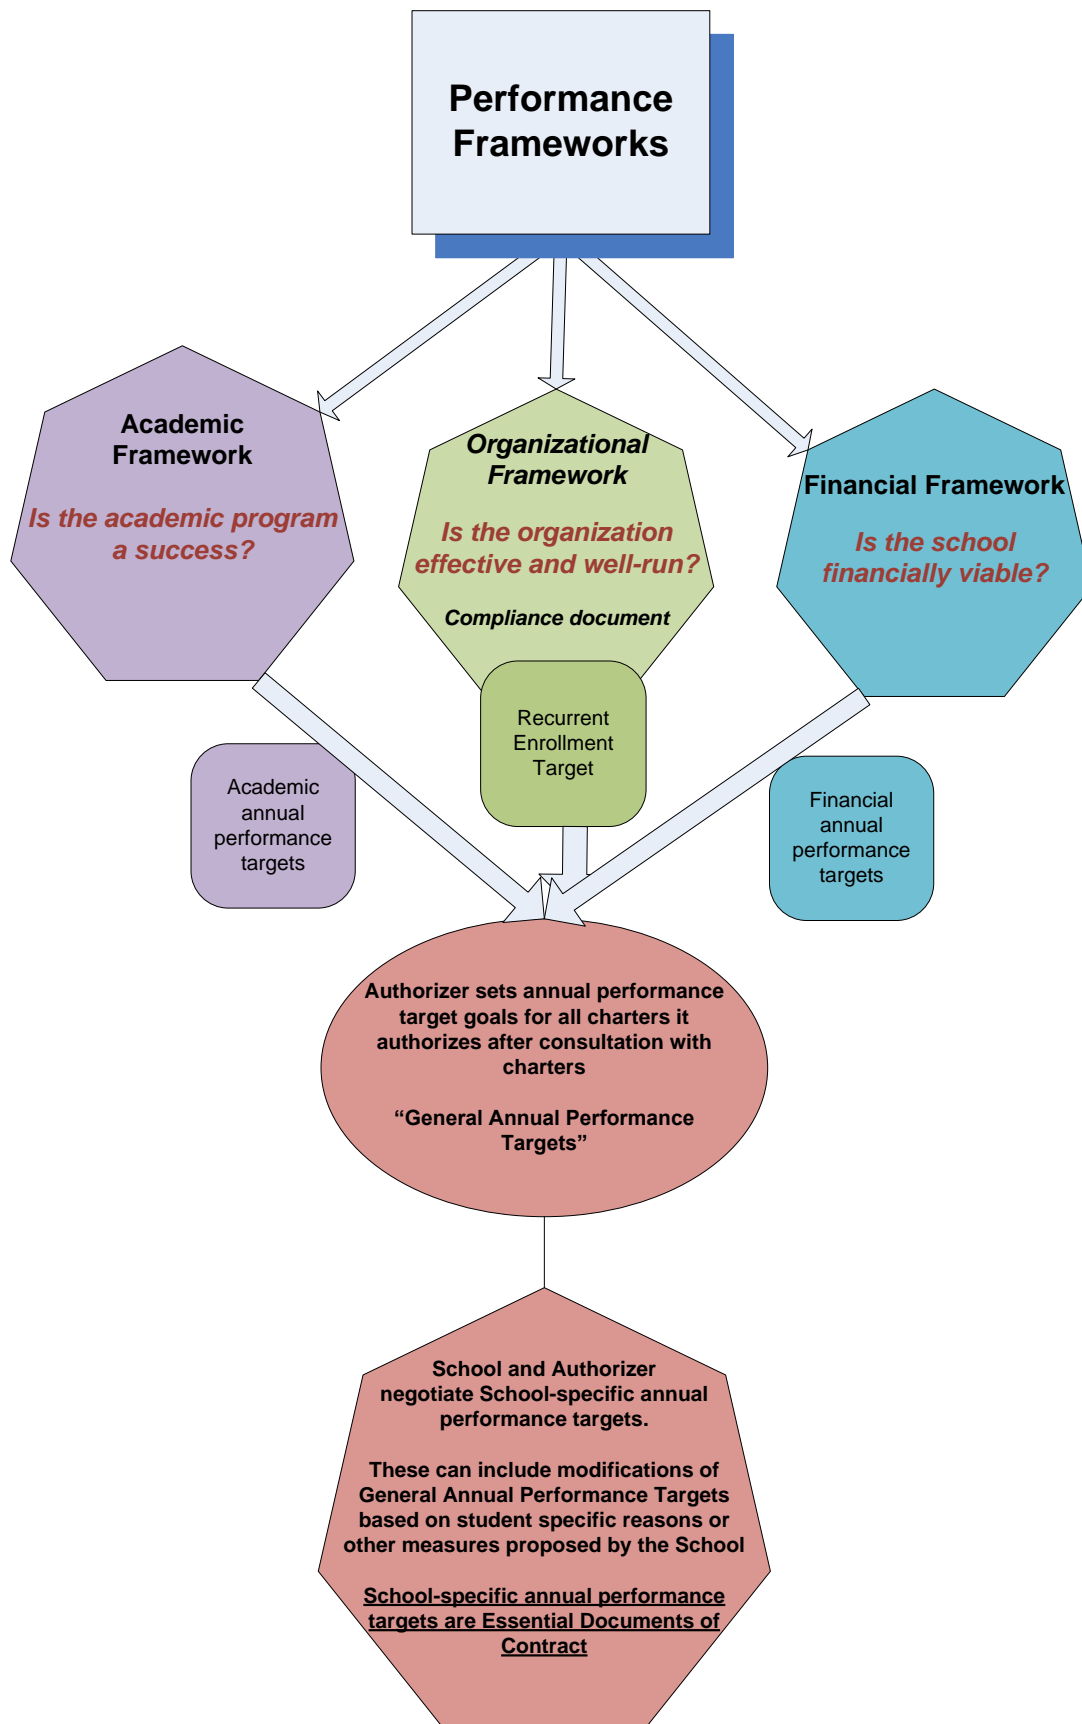 Performance
Frameworks
Academic
Framework
Is the academic program
a success?
Organizational
Framework
Is the organization
effective and well-run?
Compliance document
Financial Framework
Is the school
financially viable?
Academic
annual
performance
targets
Recurrent
Enrollment
Target
Financial
annual
performance
targets
Authorizer sets annual performance
target goals for all charters it
authorizes after consultation with
charters
“General Annual Performance
Targets”
School and Authorizer
negotiate School-specific annual
performance targets.
These can include modifications of
General Annual Performance Targets
based on student specific reasons or
other measures proposed by the School
School-specific annual performance
targets are Essential Documents of
Contract